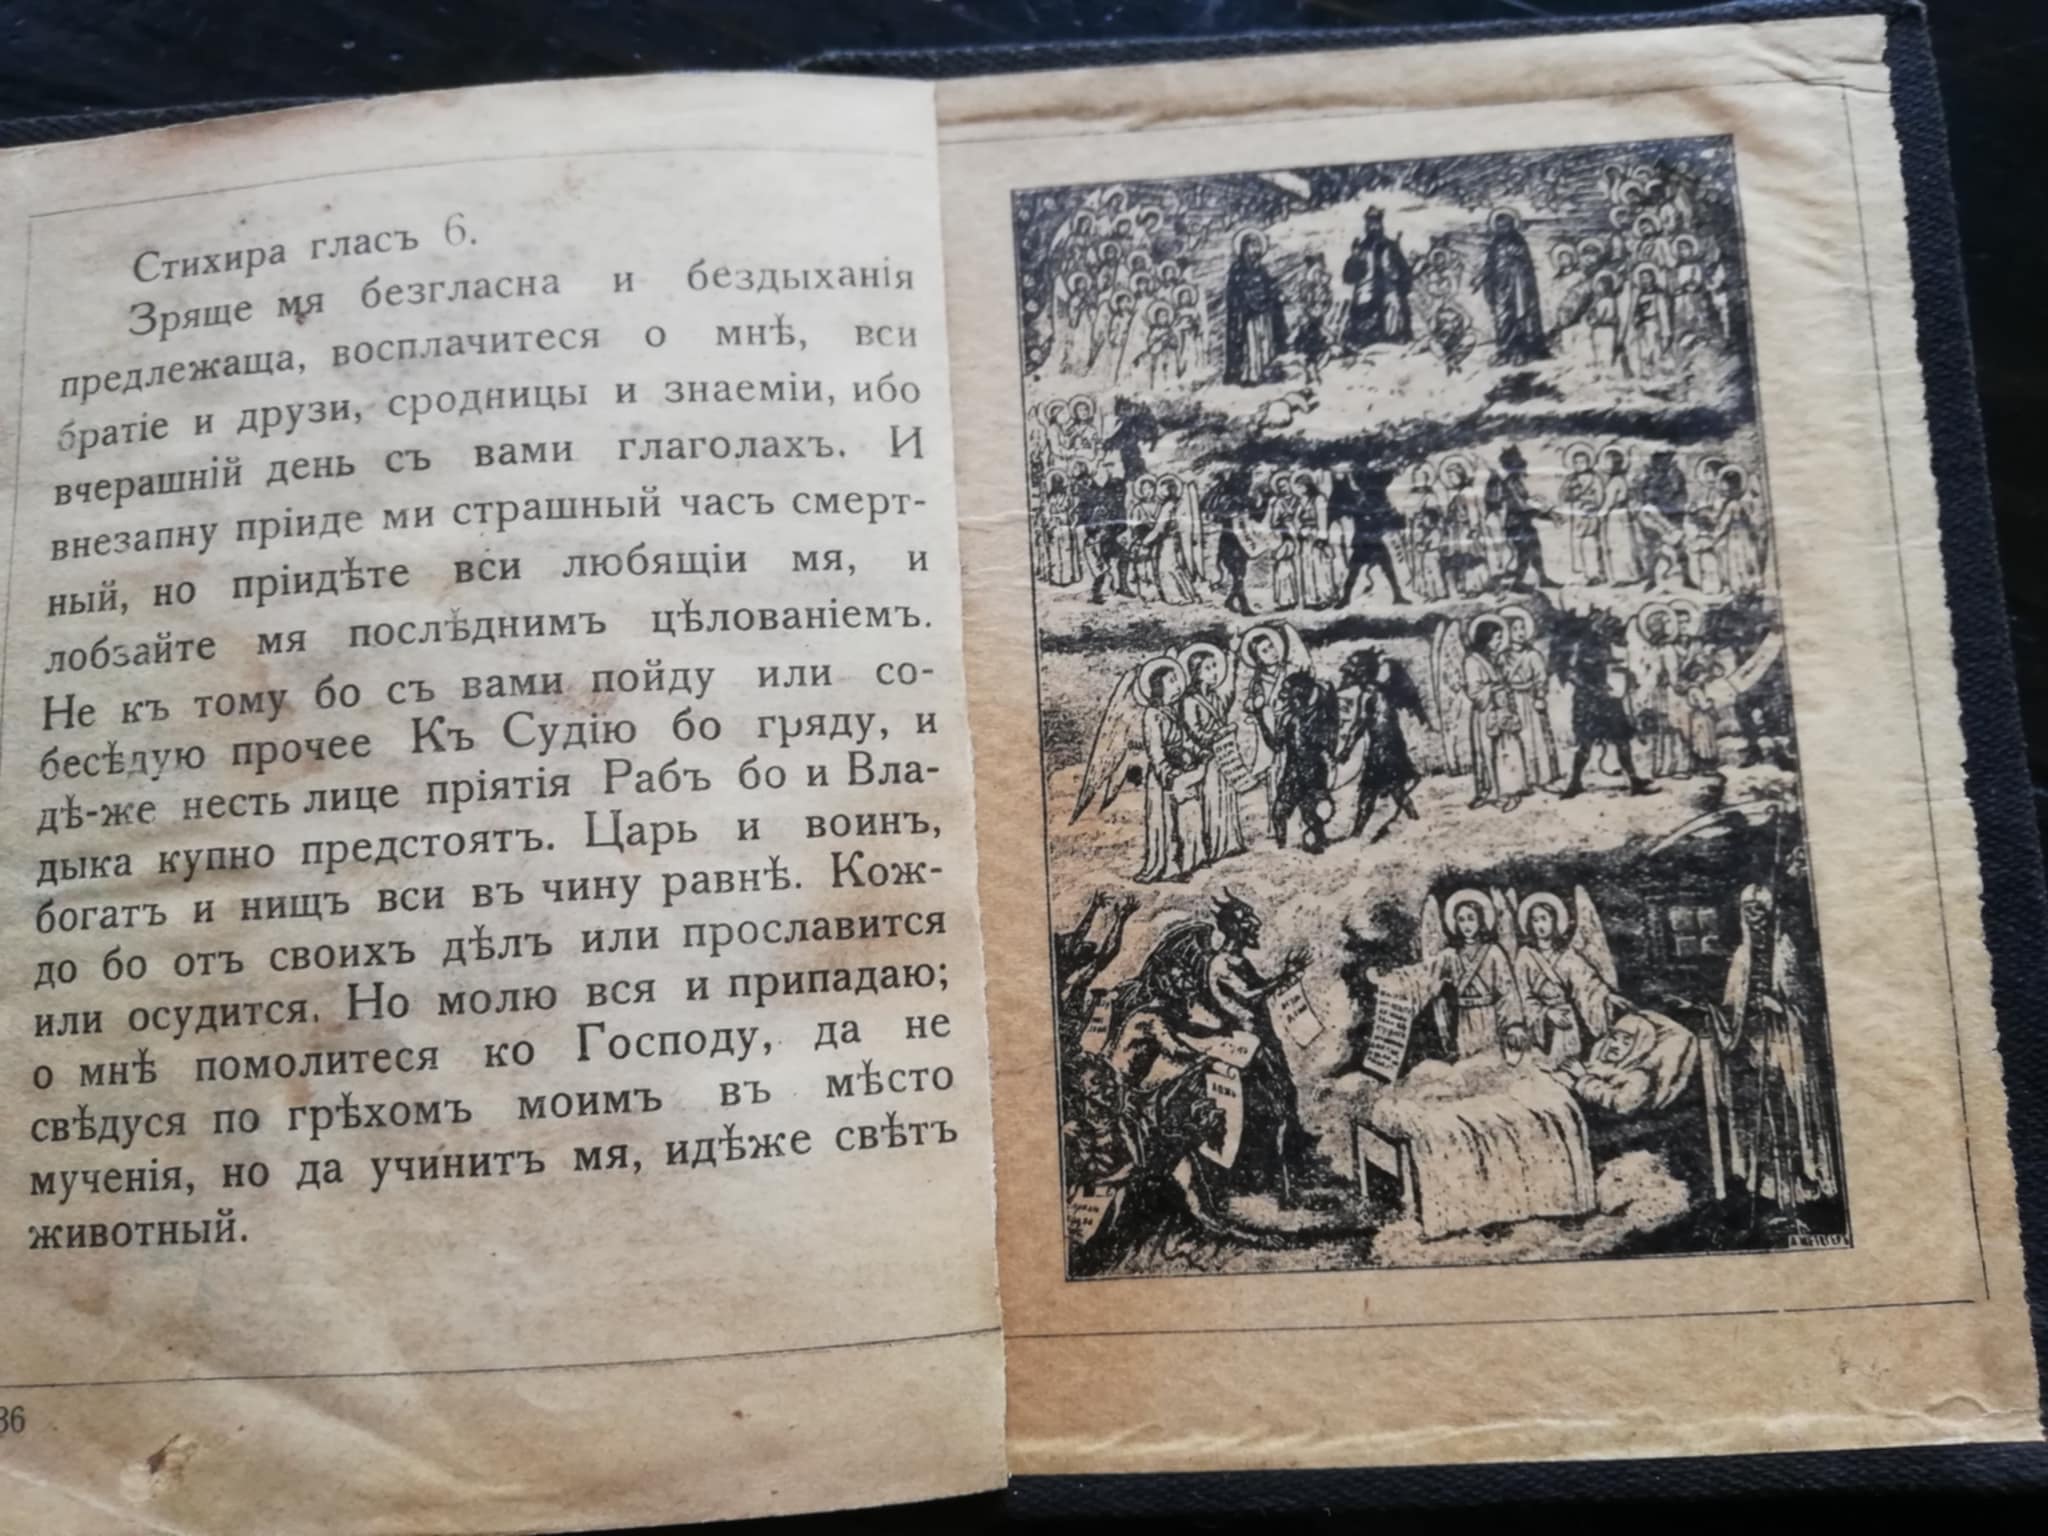 Стихира гласъ 6.
Зряще мя безгласна и бездыханія
предлежаща, восплачитеся о мнѣ, вси
братіе и друзи, сродницы и знаеміи, ибо
вчерашній день съ вами глаголахъ. И
внезапну пріиде ми страшный часъ смерт-
ный, но пріидѣте вси любящіи мя, и
лобзайте мя послѣднимъ цѣлованіемъ.
Не къ тому бо съ вами пойду или со-
бесѣдую прочее Къ Судію бо гряду, и
дѣ-же несть лице пріятія Рабъ бо и Вла-
дыка купно предстоятъ. Царь и воинъ,
богатъ и нищъ вси въ чину равнѣ. Кож-
до бо отъ своихъ дѣлъ или прославится
или осудится. Но молю вся и припадаю;
о мнѣ помолитеся ко Господу, да не
свѣдуся по грѣхомъ моимъ въ мѣсто
мученія, но да учинитъ мя, идѣже свѣтъ
животный.
36